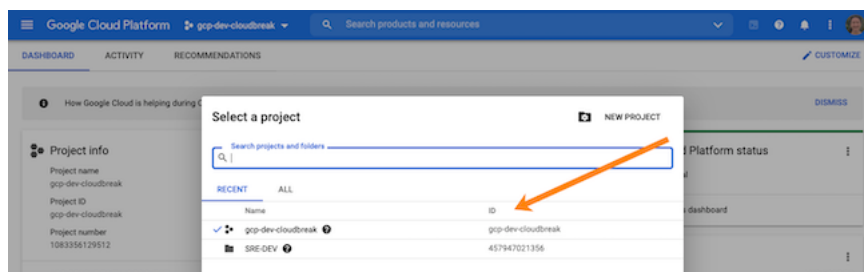 Google Cloud Platform gcp-dev-cloudbreak Search products and resources
DASHBOARD ACTIVITY RECOMMENDATIONS CUSTOMIZE
How Google Cloud is helping during C DISMISS
Select a project NEW PROJECT
Search projects and folders
RECENT ALL
Name ID
gcp-dev-cloudbreak gcp-dev-cloudbreak
SRE-DEV 457947021356
Project info
Project name
gcp-dev-cloudbreak
Project ID
gcp-dev-cloudbreak
Project number
1083356129512
Platform status
al
dashboard